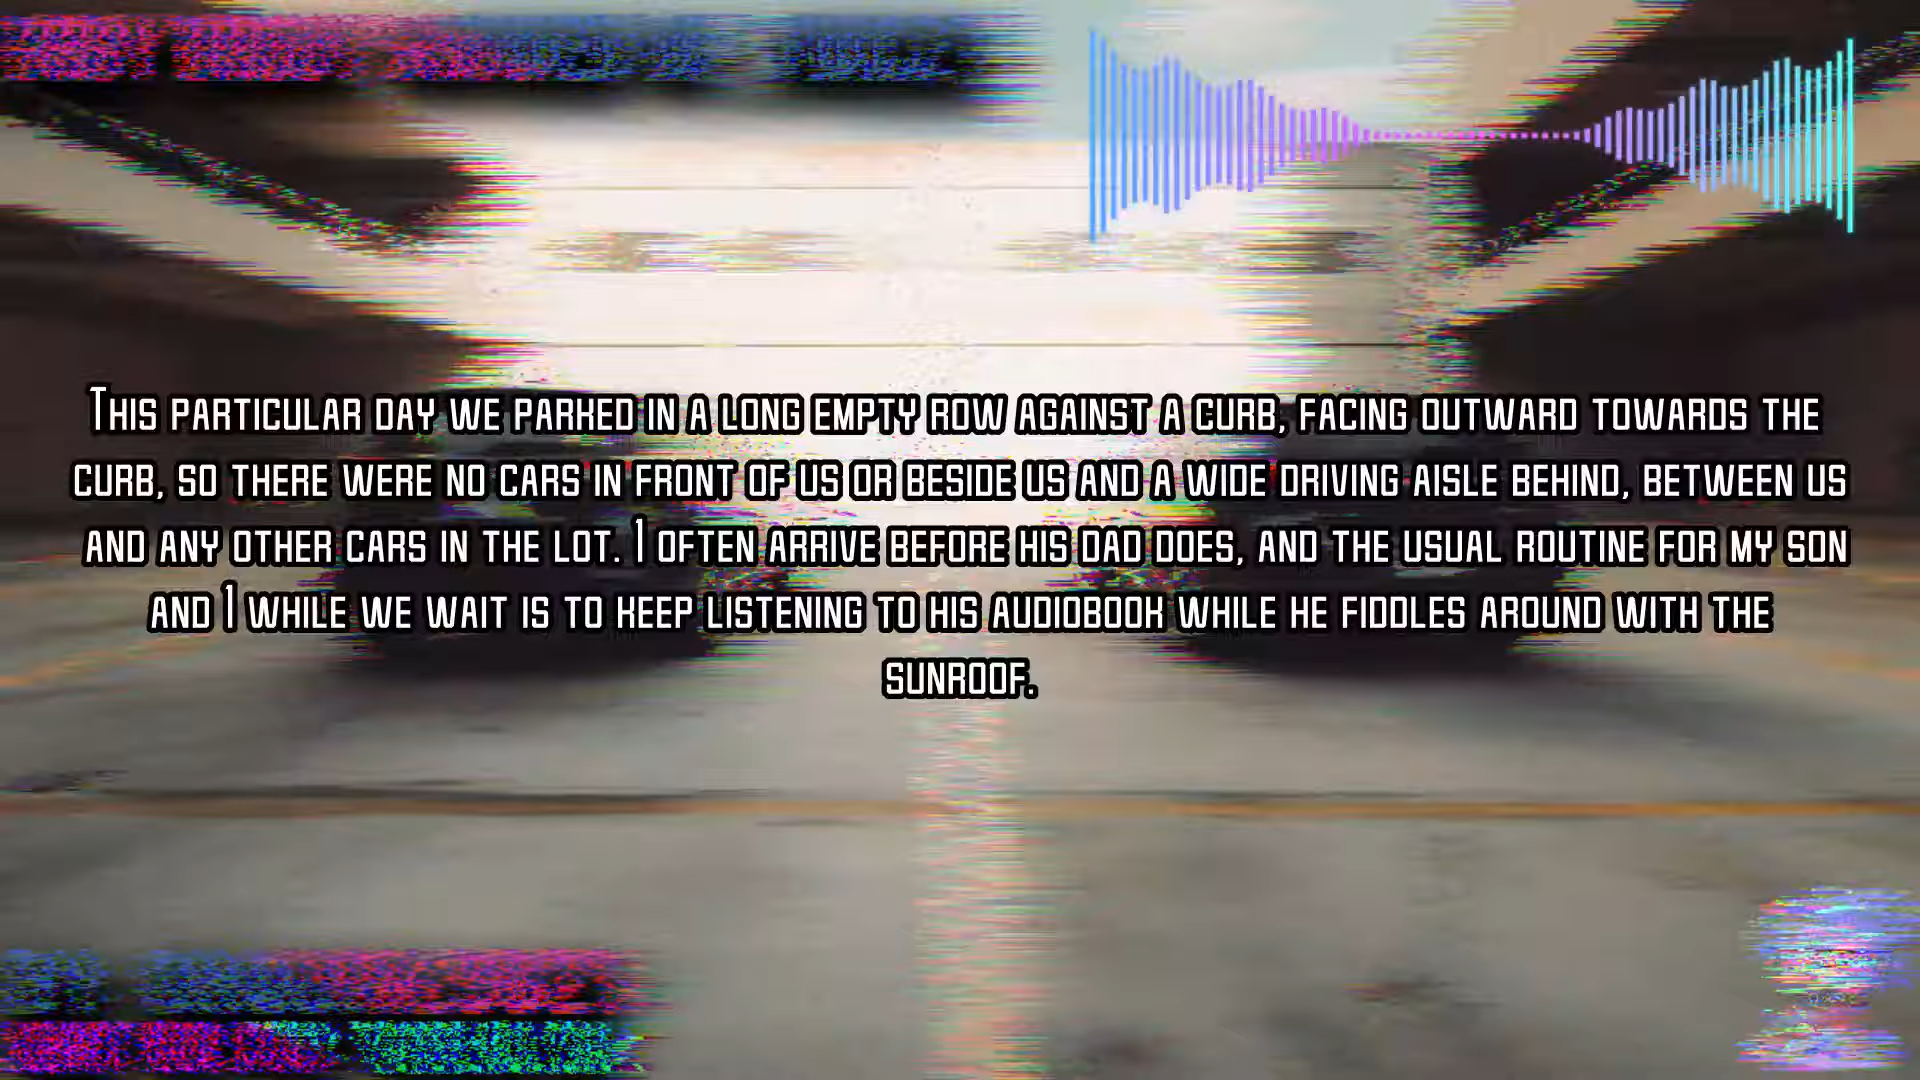 This particular day we parked in a long empty row against a curb, facing outward towards the
curb, so there were no cars in front of us or beside us and a wide driving aisle behind, between us
and any other cars in the lot. I often arrive before his dad does, and the usual routine for my son
and I while we wait is to keep listening to his audiobook while he fiddles around with the
sunroof.